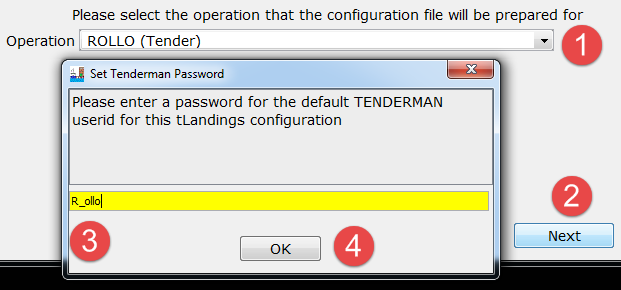 Please select the operation that the configuration file will be prepared for
Operation ROLLO (Tender)
1
Set Tenderman Password
Please enter a password for the default TENDERMAN
userid for this tLandings configuration
R_ollo
2
3
OK
4
Next